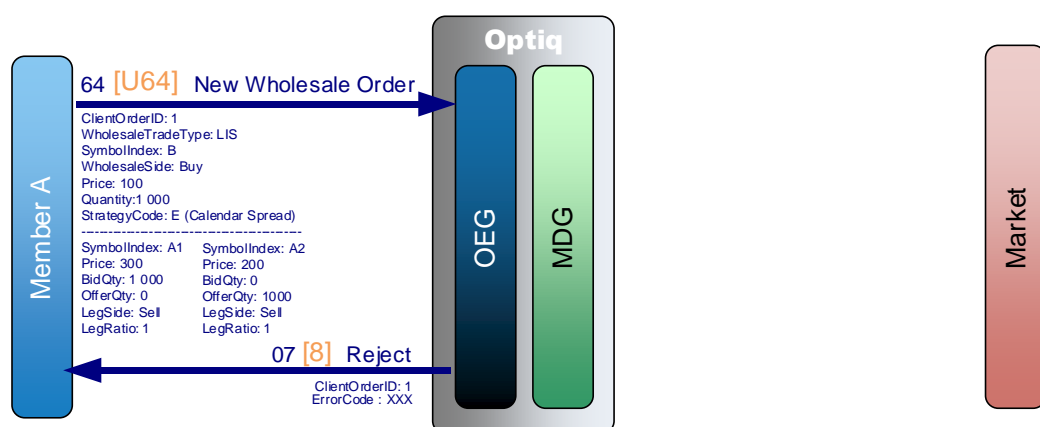 Optiq
64 [U64] New Wholesale Order
ClientOrderID: 1
WholesaleTradeType: LIS
SymbolIndex: B
WholesaleSide: Buy
Price: 100
Quantity:1 000
StrategyCode: E (Calendar Spread)
--------------------------------------------
SymbolIndex: A1 SymbolIndex: A2
Price: 300 Price: 200
BidQty: 1 000 BidQty: 0
OfferQty: 0 OfferQty: 1000
LegSide: Sell LegSide: Sell
LegRatio: 1 LegRatio: 1
07 [8] Reject
ClientOrderID: 1
ErrorCode : XXX
Member A
OEG
MDG
Market